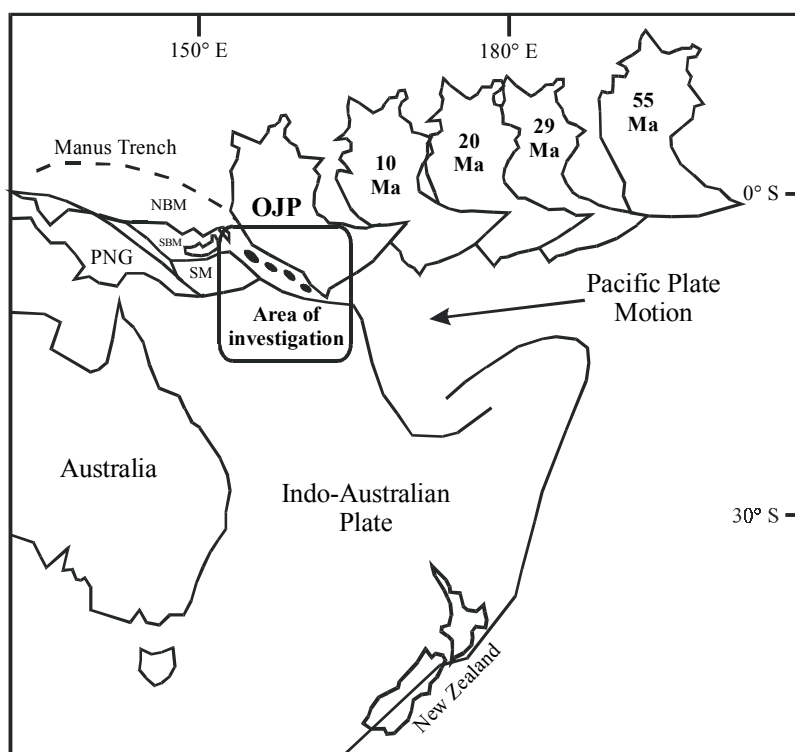 150° E
180° E
55
Ma
Manus Trench
20
Ma
29
Ma
10
Ma
0° S
NBM
OJP
SBM
PNG
SM
Pacific Plate
Motion
Area of
investigation
Australia
Indo-Australian
Plate
30° S
New Zealand